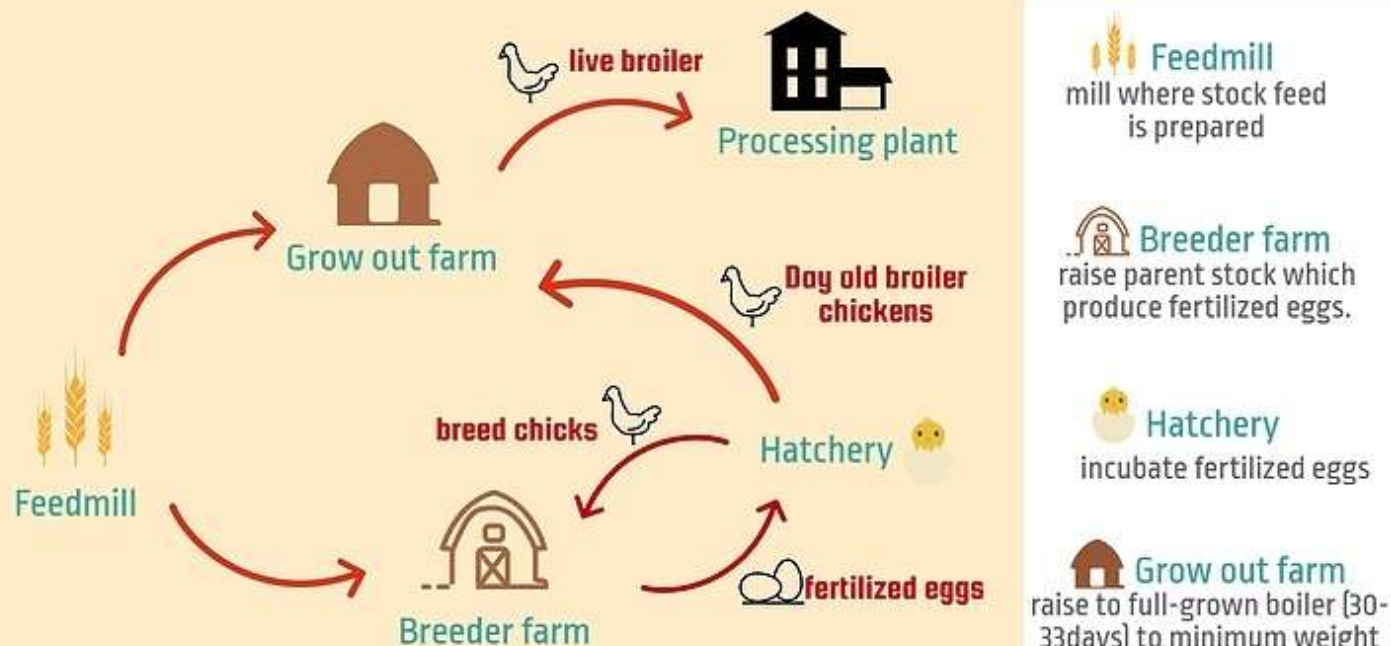 live broiler
Processing plant
Grow out farm
Day old broiler
chickens
breed chicks
Hatchery
Feedmill
fertilized eggs
Breeder farm
Feedmill
mill where stock feed
is prepared
Breeder farm
raise parent stock which
produce fertilized eggs.
Hatchery
incubate fertilized eggs
Grow out farm
raise to full-grown boiler (30-
33days) to minimum weight